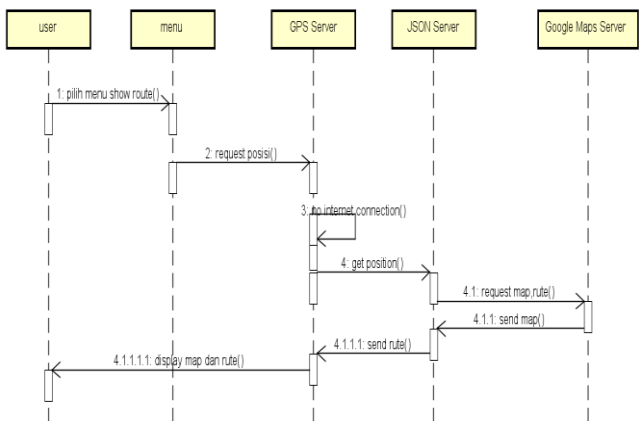 user
menu
GPS Server
JSON Server
Google Maps Server
1: pilih menu show route()
2: request posisi()
3: no internet connection()
4: get position()
4.1: request map,rute()
4.1.1: send map()
4.1.1.1: send rute()
4.1.1.1.1: display map dan rute()